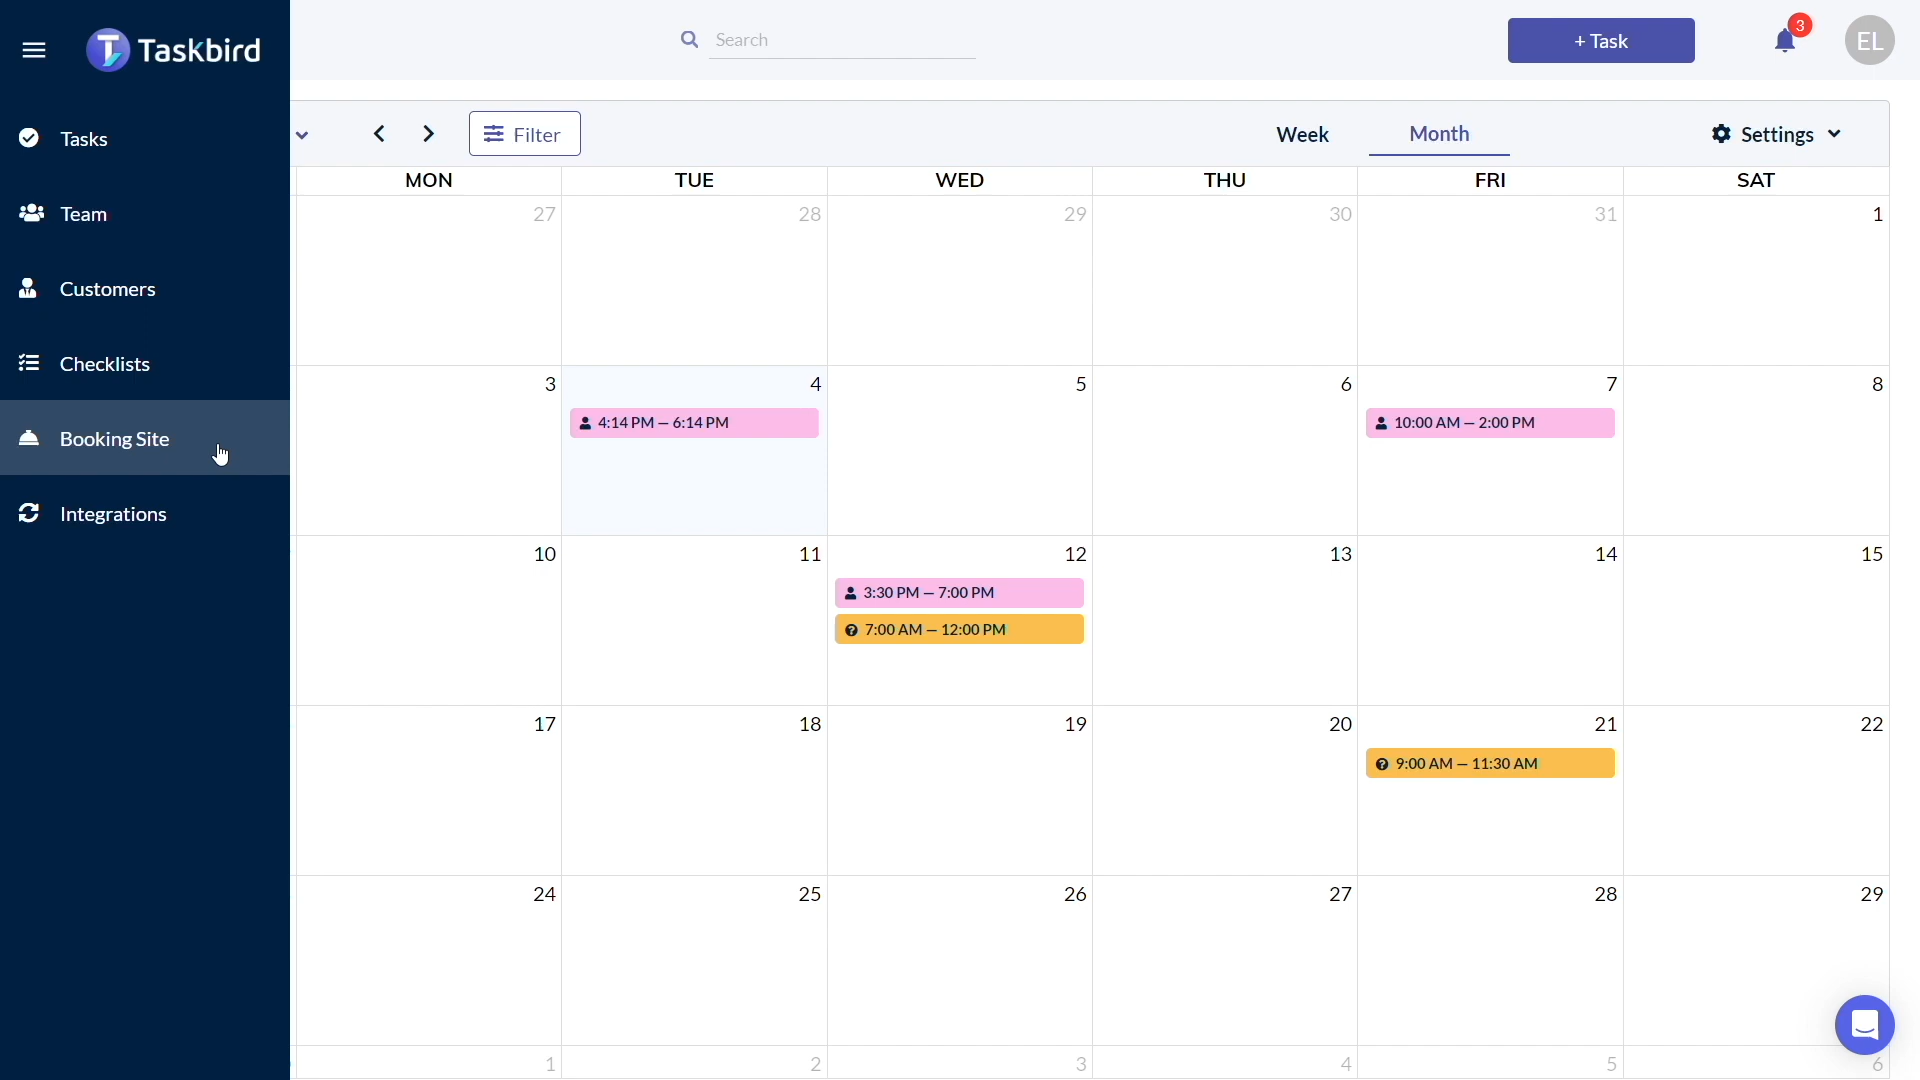 Taskbird
Search
+ Task
3
EL
Tasks
Team
Customers
Checklists
Booking Site
Integrations
Filter
Week
Month
Settings
MON TUE WED THU FRI SAT
27 28 29 30 31 1
3 4 5 6 7 8
4:14 PM – 6:14 PM
10:00 AM – 2:00 PM
10 11 12 13 14 15
3:30 PM – 7:00 PM
7:00 AM – 12:00 PM
17 18 19 20 21 22
9:00 AM – 11:30 AM
24 25 26 27 28 29
1 2 3 4 5 6